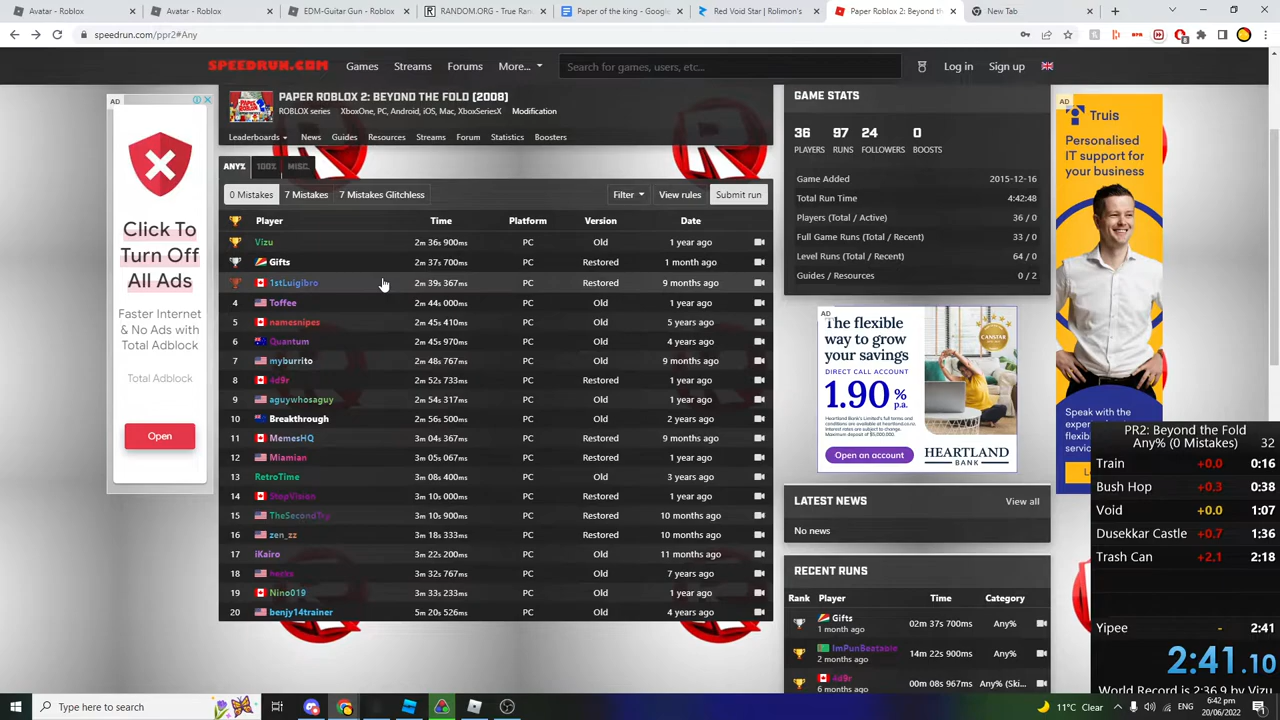 Avatar - Roblox
Avatar - Roblox
EDM-Guitar Gun - Roblox
RANDOM.ORG - True Ran
Paper of the king - Google
Red Void Star | Rolimon's
Paper Roblox 2: Beyond the
New Tab
speedrun.com/ppr2#Any
SPEEDRUN.COM Games Streams Forums More... Search for games, users, etc... Log in Sign up
AD
Click To
Turn Off
All Ads
Faster Internet
& No Ads with
Total Adblock
Total Adblock
Open
PAPER ROBLOX 2: BEYOND THE FOLD (2008)
ROBLOX series XboxOne, PC, Android, iOS, Mac, XboxSeriesX Modification
Leaderboards News Guides Resources Streams Forum Statistics Boosters
ANY% 100% MISC.
0 Mistakes 7 Mistakes 7 Mistakes Glitchless Filter View rules Submit run
Player Time Platform Version Date
Vizu 2m 36s 900ms PC Old 1 year ago
Gifts 2m 37s 700ms PC Restored 1 month ago
1stLuigibro 2m 39s 367ms PC Restored 9 months ago
4 Toffee 2m 44s 000ms PC Old 1 year ago
5 namesnipes 2m 45s 410ms PC Old 5 years ago
6 Quantum 2m 45s 970ms PC Old 4 years ago
7 myburrito 2m 48s 767ms PC Restored 9 months ago
8 4d9r 2m 52s 733ms PC Restored 1 year ago
9 aguywhosaguy 2m 54s 317ms PC Restored 1 year ago
10 Breakthrough 2m 56s 500ms PC Old 2 years ago
11 MemesHQ 3m 04s 367ms PC Restored 9 months ago
12 Miamian 3m 05s 067ms PC Restored 1 year ago
13 RetroTime 3m 08s 400ms PC Old 3 years ago
14 StopVision 3m 10s 000ms PC Restored 1 year ago
15 TheSecondTry 3m 10s 900ms PC Restored 10 months ago
16 zen_zz 3m 18s 333ms PC Restored 10 months ago
17 iKairo 3m 22s 200ms PC Old 11 months ago
18 3m 32s 767ms PC Old 7 years ago
19 Nino019 3m 33s 233ms PC Old 1 year ago
20 benjy14trainer 5m 20s 526ms PC Old 4 years ago
GAME STATS
36 97 24 0
PLAYERS RUNS FOLLOWERS BOOSTS
Game Added 2015-12-16
Total Run Time 4:42:48
Players (Total / Active) 36 / 0
Full Game Runs (Total / Recent) 33 / 0
Level Runs (Total / Recent) 64 / 0
Guides / Resources 0 / 2
AD
The flexible
way to grow
your savings
DIRECT CALL ACCOUNT
1.90 % p.a.
CANSTAR
Open an account
HEARTLAND
BANK
LATEST NEWS View all
No news
RECENT RUNS
Rank Player Time Category
Gifts 02m 37s 700ms Any%
1 month ago
ImPunBeatable 14m 22s 900ms Any%
2 months ago
4d9r 00m 08s 967ms Any% (Ski...
6 months ago
AD
Truis
Personalised
IT support for
your business
Speak with the
PR2: Beyond the Fold
Any% (0 Mistakes) 32
Train +0.0 0:16
Bush Hop +0.3 0:38
Void +0.0 1:07
Dusekkar Castle +0.7 1:36
Trash Can +2.1 2:18
Yipee - 2:41
2:41.10
World Record is 2:36.9 by Vizu
Type here to search
11°C Clear
ENG
6:42 pm
20/06/2022
1